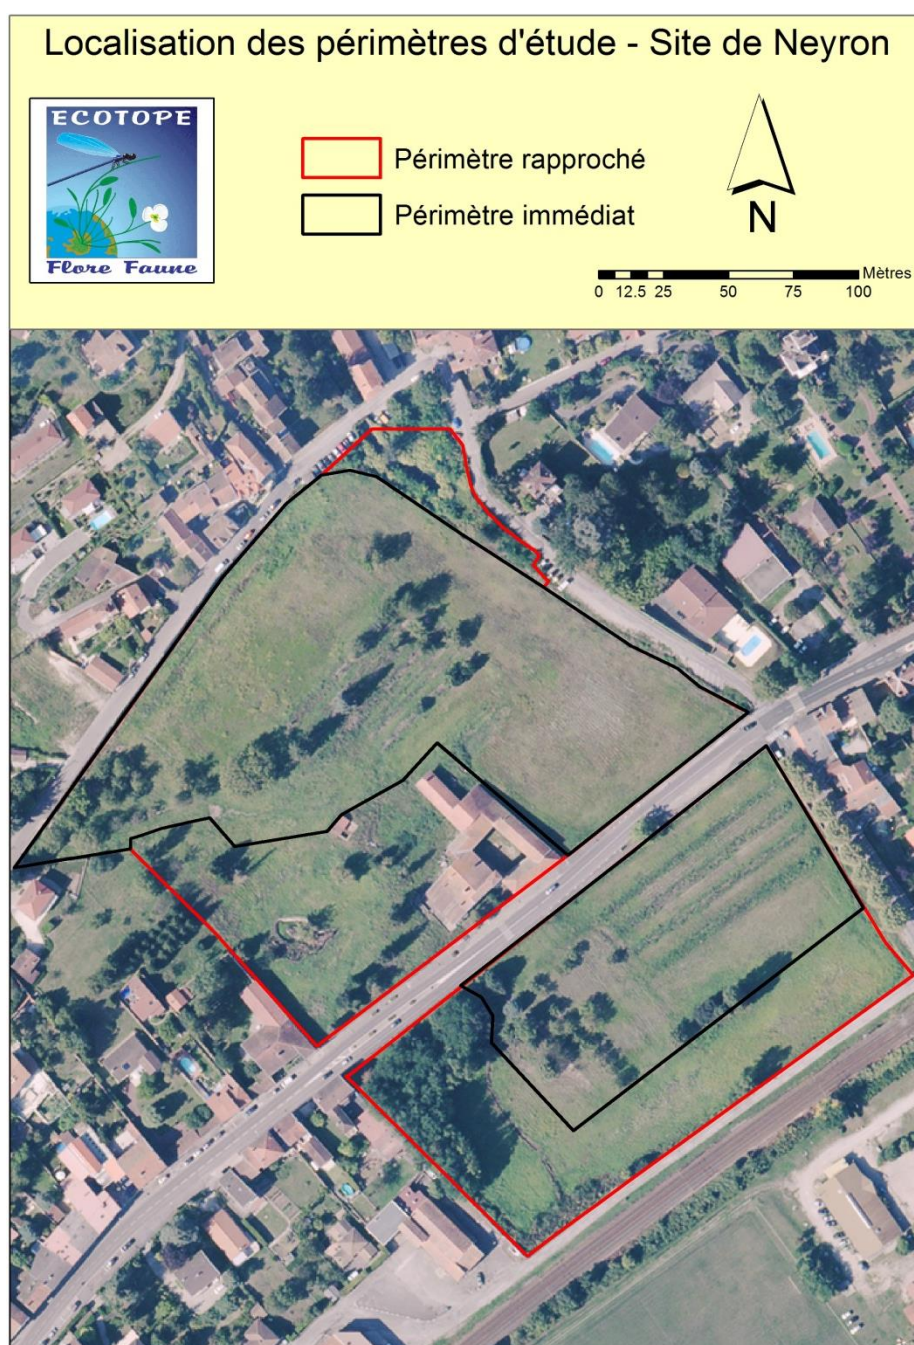 Localisation des périmètres d'étude - Site de Neyron
ECOTOPE
Flore Faune
Périmètre rapproché
Périmètre immédiat
N
Mètres
0 12.5 25 50 75 100